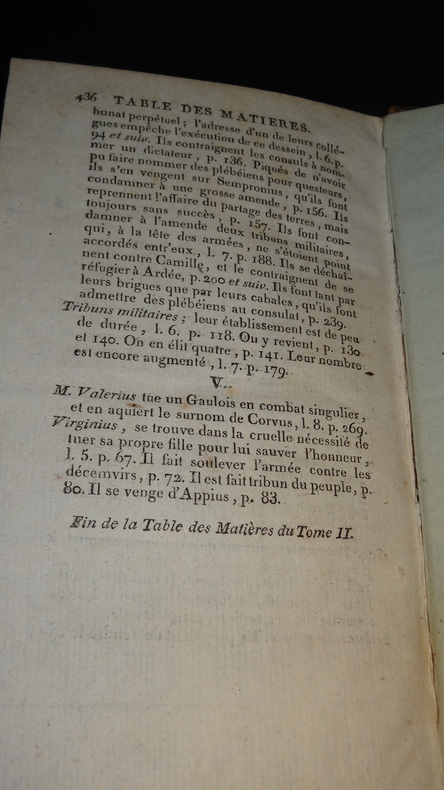 436 TABLE DES MATIERES.
bunat perpétuel ; l'adresse d'un de leurs collé-
gues empêche l'exécution de ce dessein, l. 6. p.
94 et suiv. Ils contraignent les consuls à nom-
mer un dictateur, p. 136. Piqués de n'avoir
pu faire nommer des plébéiens pour questeurs,
ils s'en vengent sur Sempronius, qu'ils font
condamner à une grosse amende, p. 156. Ils
reprennent l'affaire du partage des terres, mais
toujours sans succès, p. 157. Ils font con-
damner à l'amende deux tribuns militaires,
qui, à la tête des armées, ne s'étoient point
accordés entr'eux, l. 7. p. 188. Ils se déchaî-
nent contre Camille, et le contraignent de se
réfugier à Ardée, p. 200 et suiv. Ils font tant par
leurs brigues que par leurs cabales, qu'ils font
admettre des plébéiens au consulat, p. 239.
Tribuns militaires ; leur établissement est de peu
de durée, l. 6. p. 118. On y revient, p. 130
et 140. On en élit quatre, p. 141. Leur nombre
est encore augmenté, l. 7. p. 179.
V.
M. Valerius tue un Gaulois en combat singulier,
et en aquiert le surnom de Corvus, l. 8. p. 269.
Virginius, se trouve dans la cruelle nécessité de
tuer sa propre fille pour lui sauver l'honneur,
l. 5. p. 67. Il fait soulever l'armée contre les
décemvirs, p. 72. Il est fait tribun du peuple, p.
80. Il se venge d'Appius, p. 83.
Fin de la Table des Matières du Tome II.